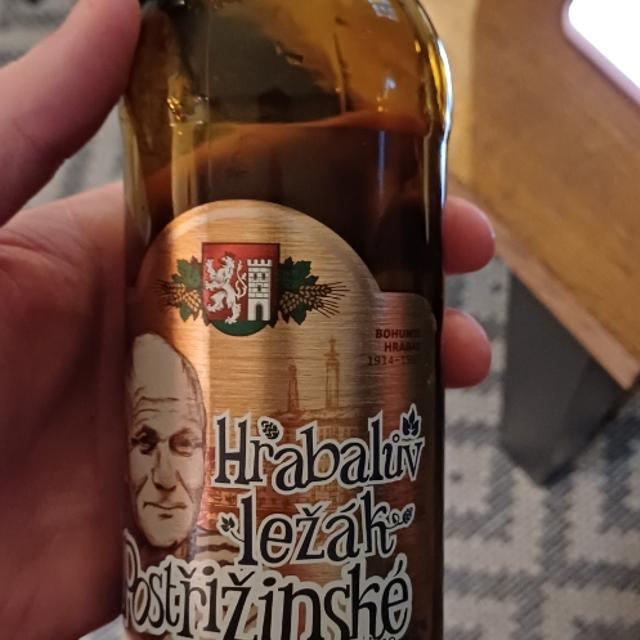 BOHUMIL
HRABAL
1914-
Hrabalův
ležák
Postřižinské